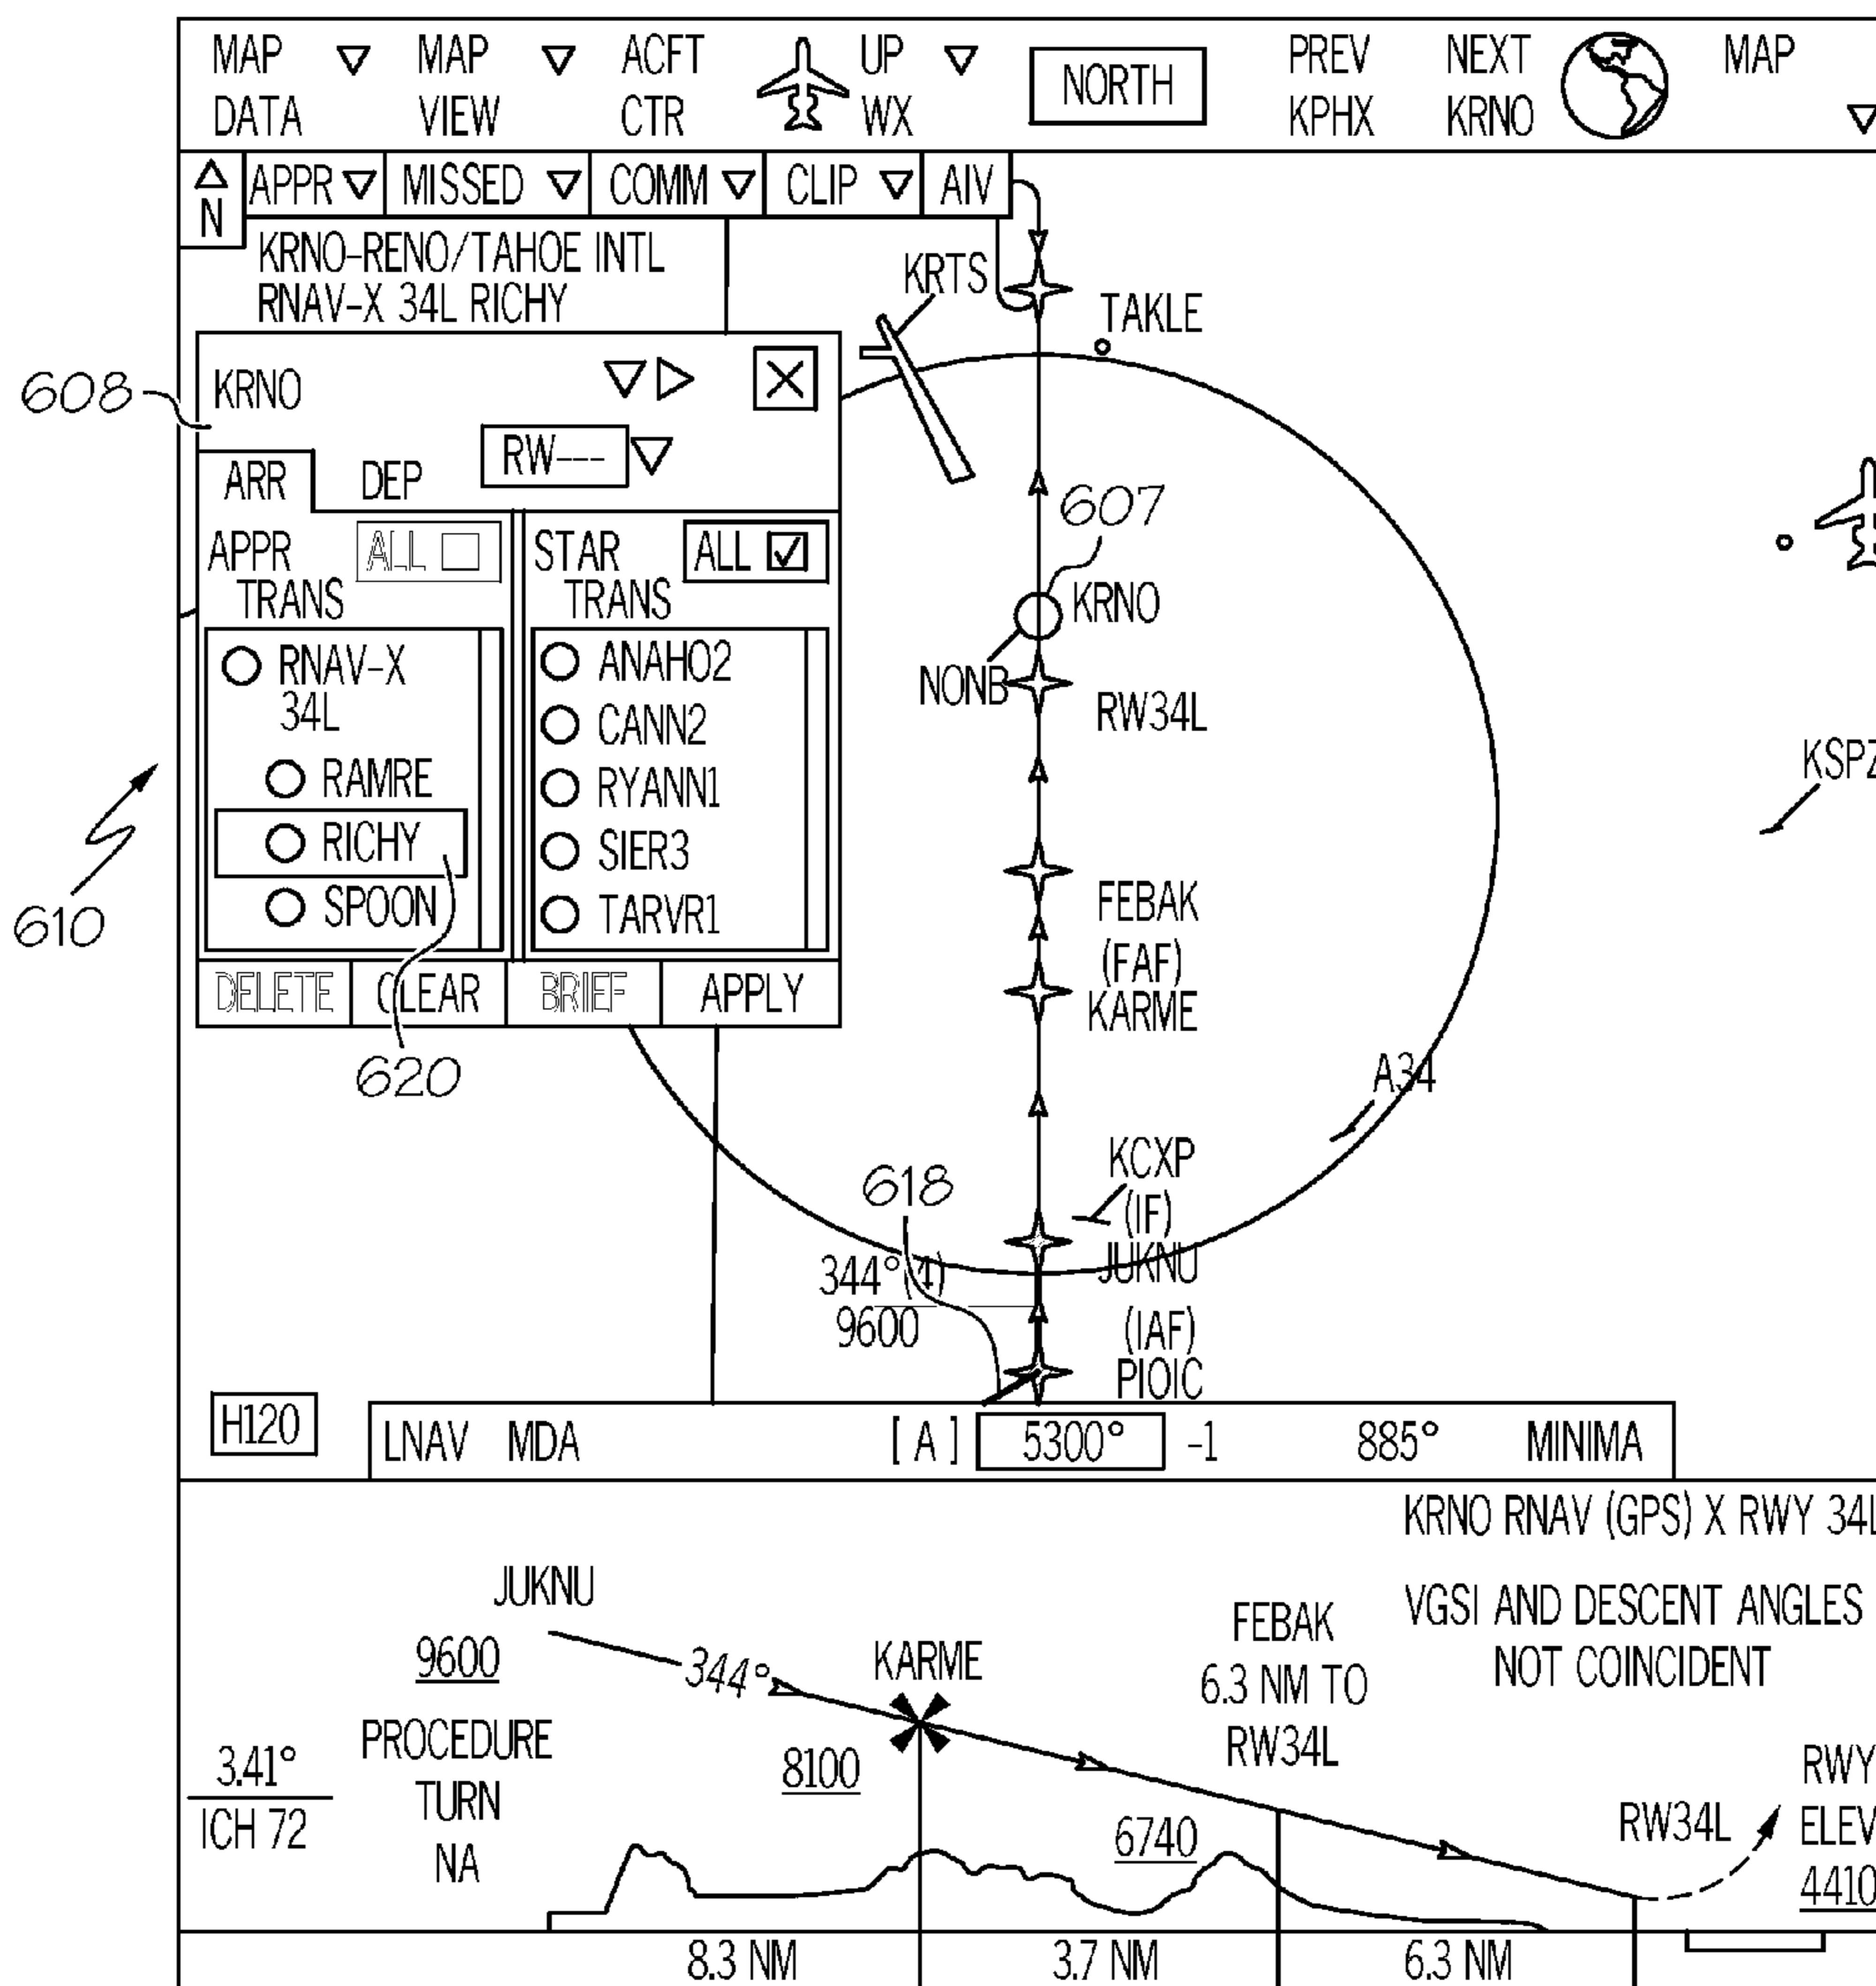 MAP DATA
MAP VIEW
ACFT CTR
UP WX
NORTH
PREV KPHX
NEXT KRNO
MAP
N
APPR
MISSED
COMM
CLIP
AIV
KRNO-RENO/TAHOE INTL
RNAV-X 34L RICHY
KRTS
TAKLE
608
KRNO
RW---
ARR
DEP
607
APPR
TRANS
ALL
STAR
TRANS
ALL
KRNO
RNAV-X
34L
RAMRE
RICHY
SPOON
ANAHO2
CANN2
RYANN1
SIER3
TARVR1
NONB
RW34L
610
FEBAK
(FAF)
KARME
DELETE
CLEAR
BRIEF
APPLY
620
A34
618
KCXP
(IF)
JUKNU
344° (4)
9600
(IAF)
PIOIC
H120
LNAV MDA
[ A ]
5300°
-1
885°
MINIMA
KRNO RNAV (GPS) X RWY 34L
JUKNU
9600
344°
KARME
FEBAK
6.3 NM TO
RW34L
VGSI AND DESCENT ANGLES
NOT COINCIDENT
3.41°
ICH 72
PROCEDURE
TURN
NA
8100
6740
RW34L
RWY
ELEV
4410
8.3 NM
3.7 NM
6.3 NM